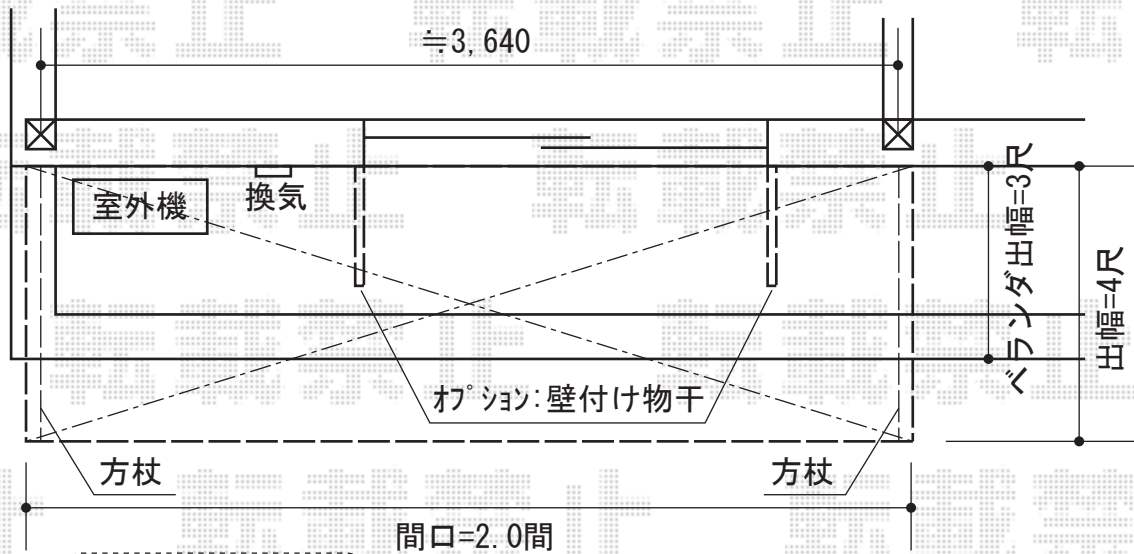 ≒3,640
室外機
換気
ベランダ出幅=3尺
出幅=4尺
オプション:壁付け物干
方杖
方杖
間口=2.0間